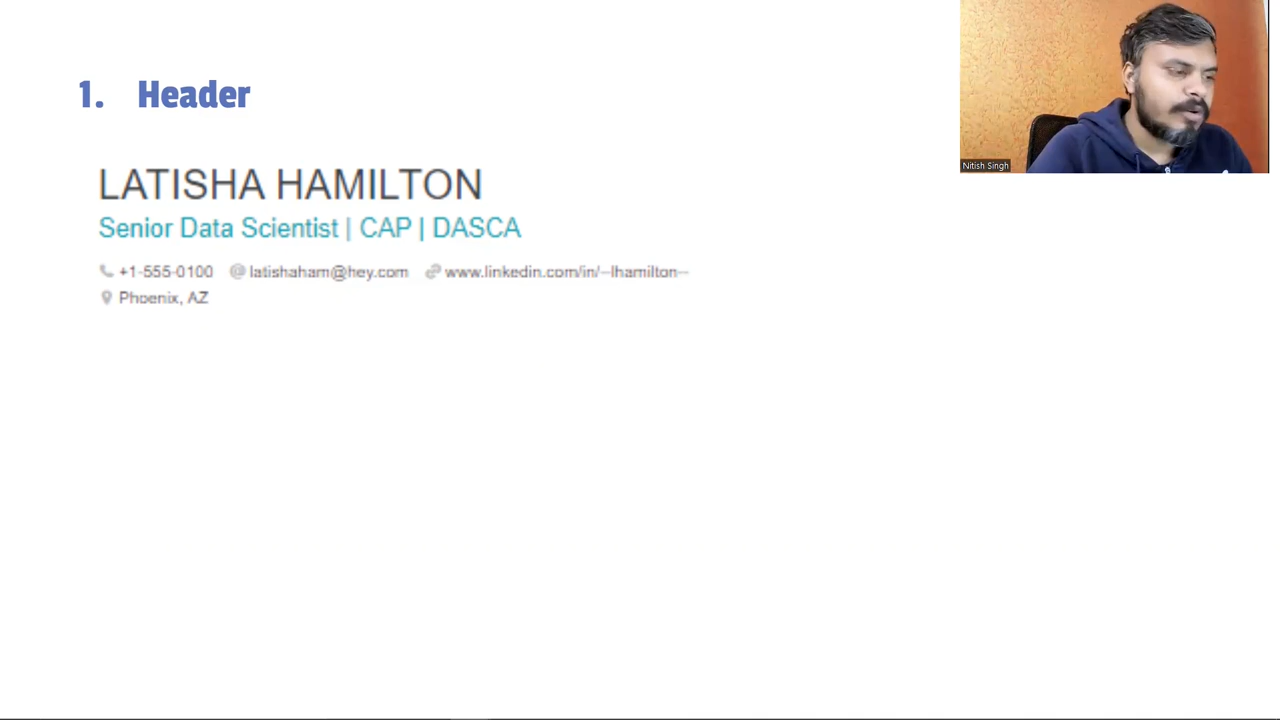 1. Header
LATISHA HAMILTON
Senior Data Scientist | CAP | DASCA
+1-555-0100 @ latishaham@hey.com www.linkedin.com/in/--lhamilton--
Phoenix, AZ
Nitish Singh